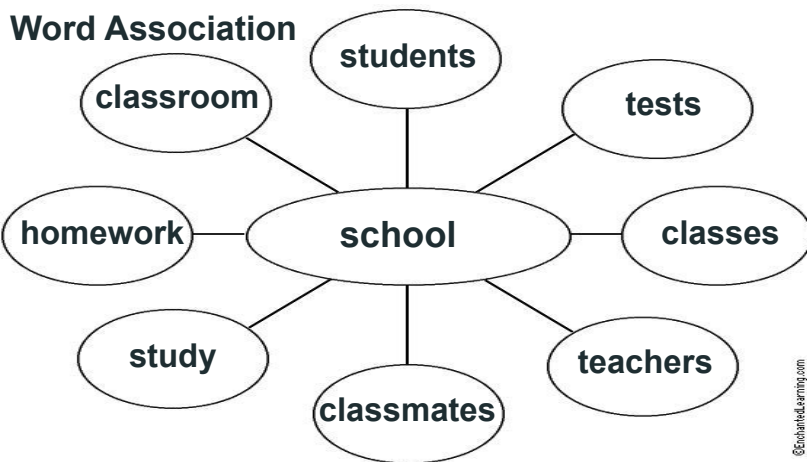 Word Association
students
classroom
tests
homework
school
classes
study
teachers
classmates
©EnchantedLearning.com